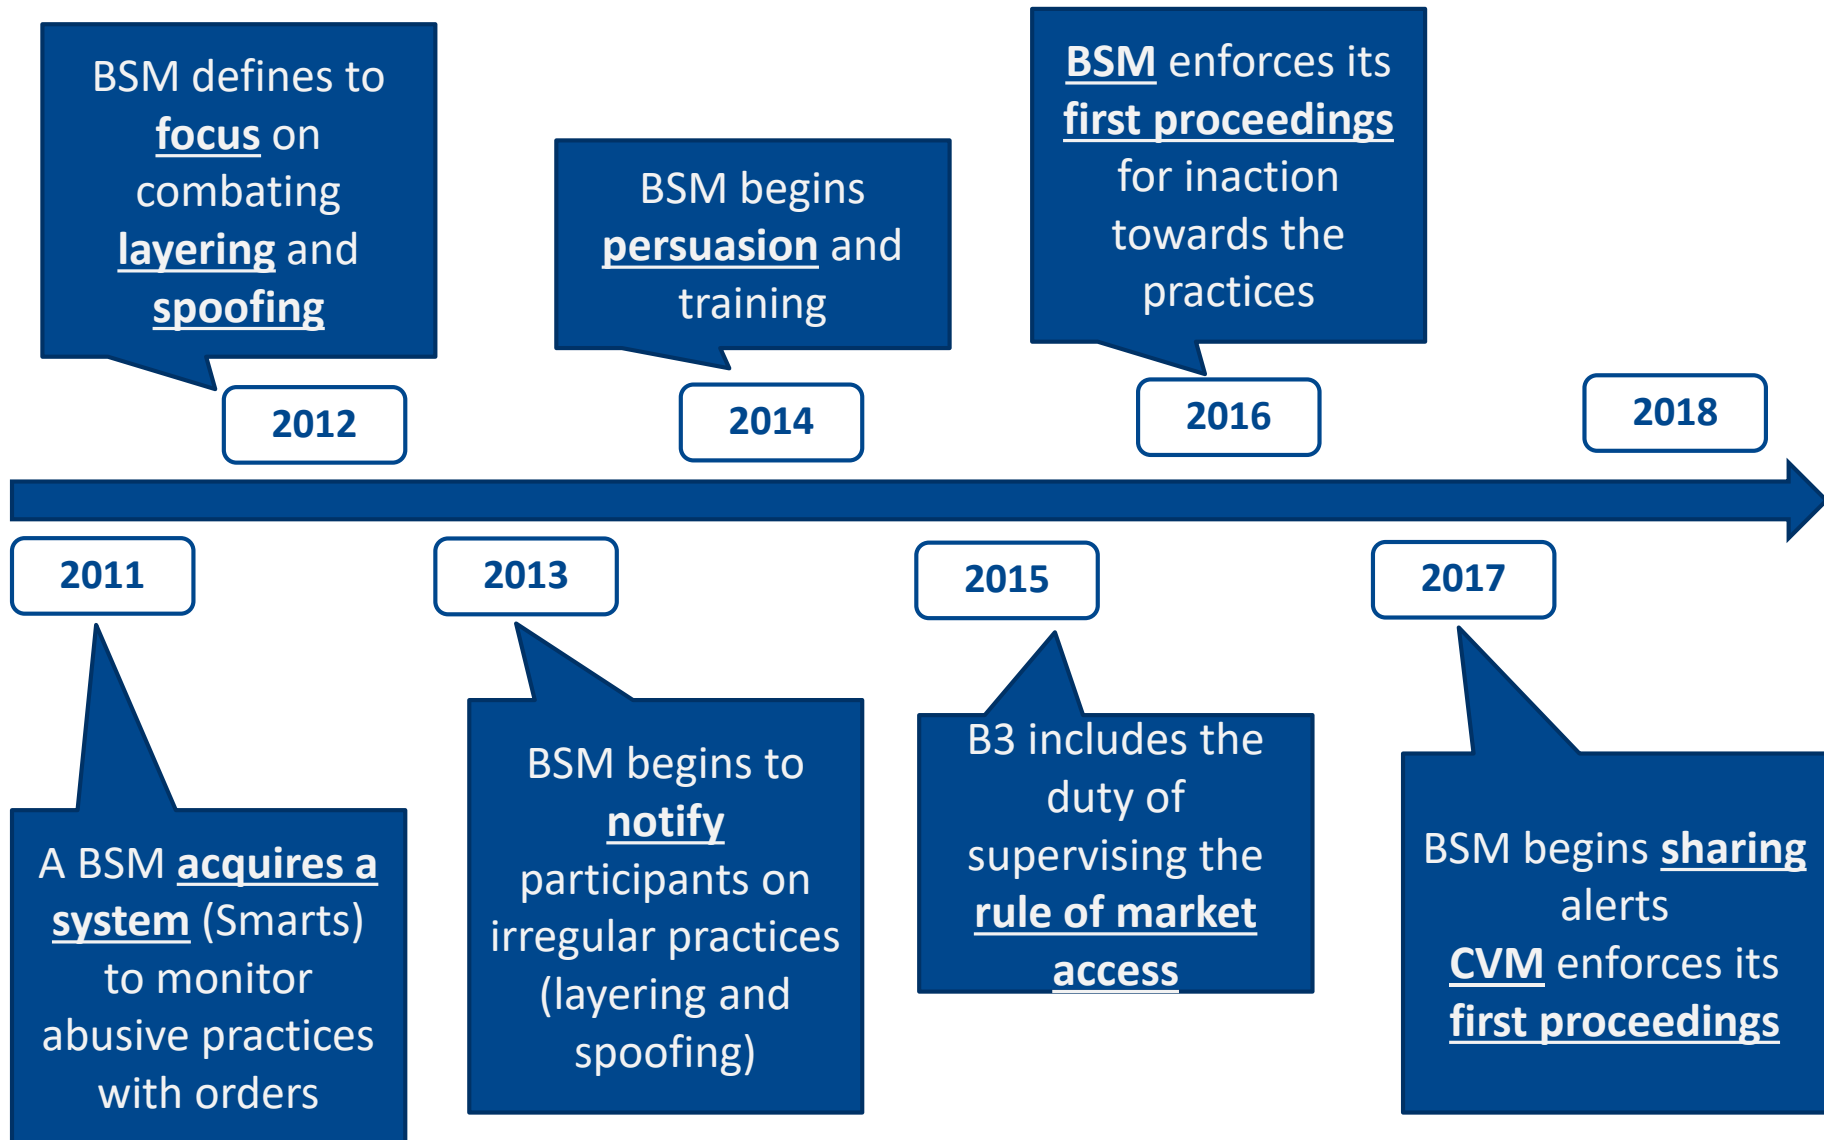 BSM defines to
focus on
combating
layering and
spoofing
BSM begins
persuasion and
training
BSM enforces its
first proceedings
for inaction
towards the
practices
2012
2014
2016
2018
2011
2013
2015
2017
A BSM acquires a
system (Smarts)
to monitor
abusive practices
with orders
BSM begins to
notify
participants on
irregular practices
(layering and
spoofing)
B3 includes the
duty of
supervising the
rule of market
access
BSM begins sharing
alerts
CVM enforces its
first proceedings